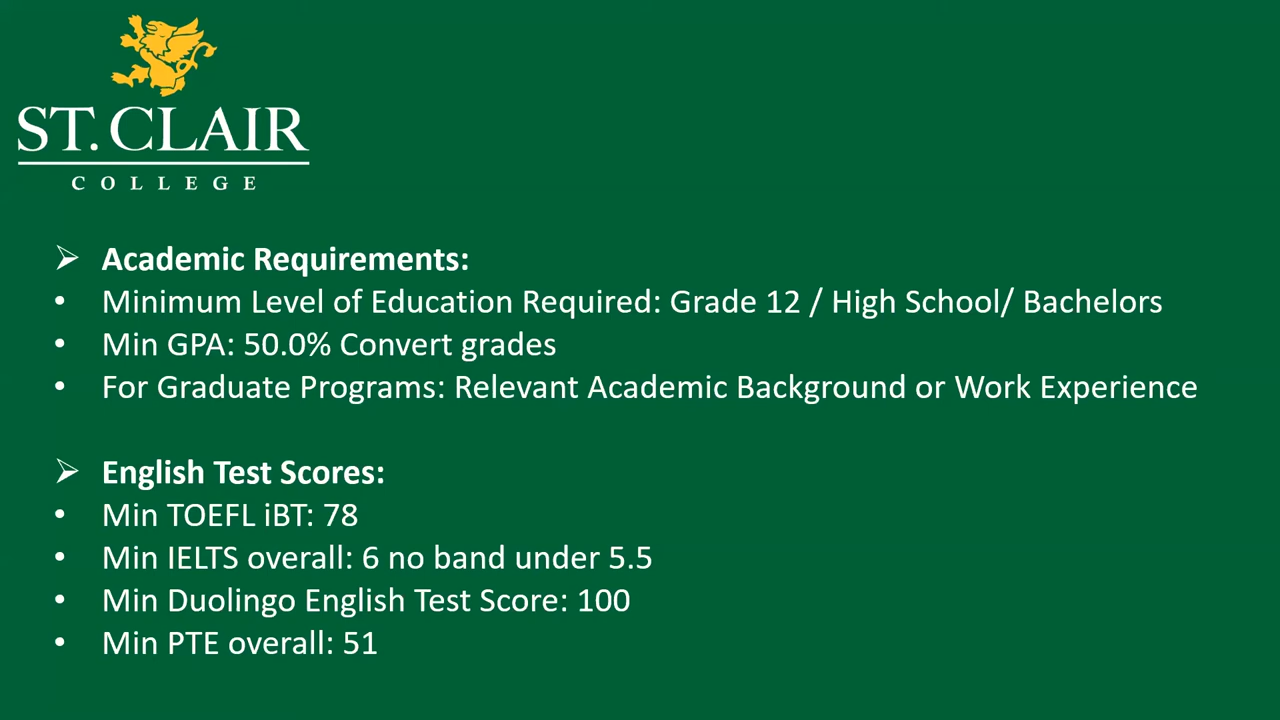 ST. CLAIR
COLLEGE
➢ Academic Requirements:
• Minimum Level of Education Required: Grade 12 / High School/ Bachelors
• Min GPA: 50.0% Convert grades
• For Graduate Programs: Relevant Academic Background or Work Experience
➢ English Test Scores:
• Min TOEFL iBT: 78
• Min IELTS overall: 6 no band under 5.5
• Min Duolingo English Test Score: 100
• Min PTE overall: 51